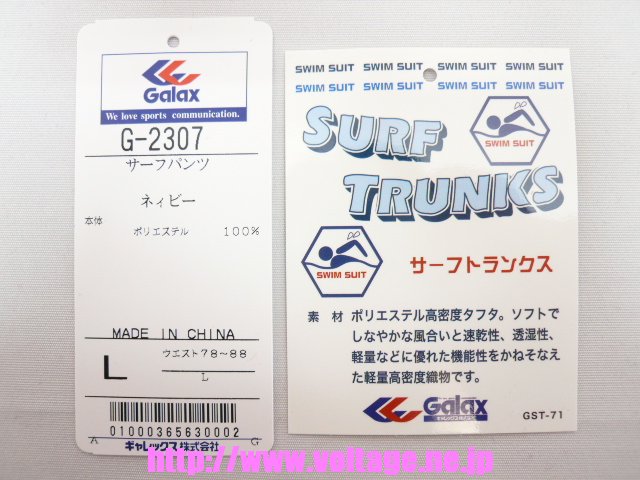 Galax
We love sports communication.
G-2307
サーフパンツ
ネィビー
本体
ポリエステル 100%
MADE IN CHINA
ウエスト78~88
L
L
01000365630002
A ギャレックス株式会社 G
SWIM SUIT SWIM SUIT SWIM SUIT SWIM SUIT
SWIM SUIT SWIM SUIT SWIM SUIT SWIM SUIT
SURF
SWIM SUIT
TRUNKS
SWIM SUIT
サーフトランクス
素 材 ポリエステル高密度タフタ。ソフトで
しなやかな風合いと速乾性、透湿性、
軽量などに優れた機能性をかねそなえ
た軽量高密度織物です。
Galax
GST-71
http://www.voltage.ne.jp